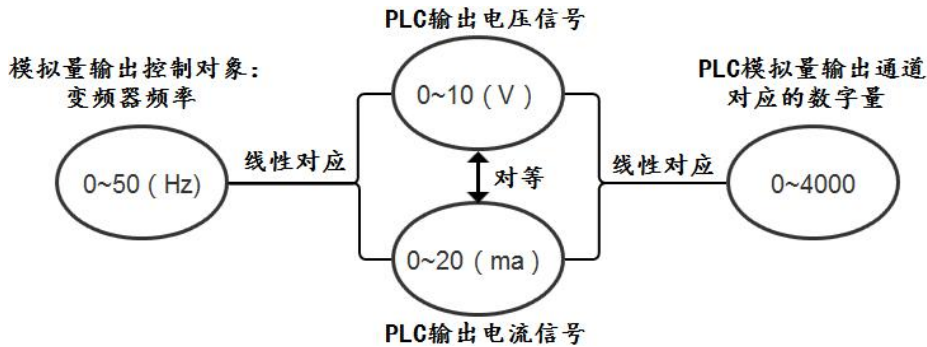 PLC输出电压信号
模拟量输出控制对象：
变频器频率
PLC模拟量输出通道
对应的数字量
0~10（V）
线性对应
对等
线性对应
0~50（Hz)
0~4000
0~20（ma）
PLC输出电流信号